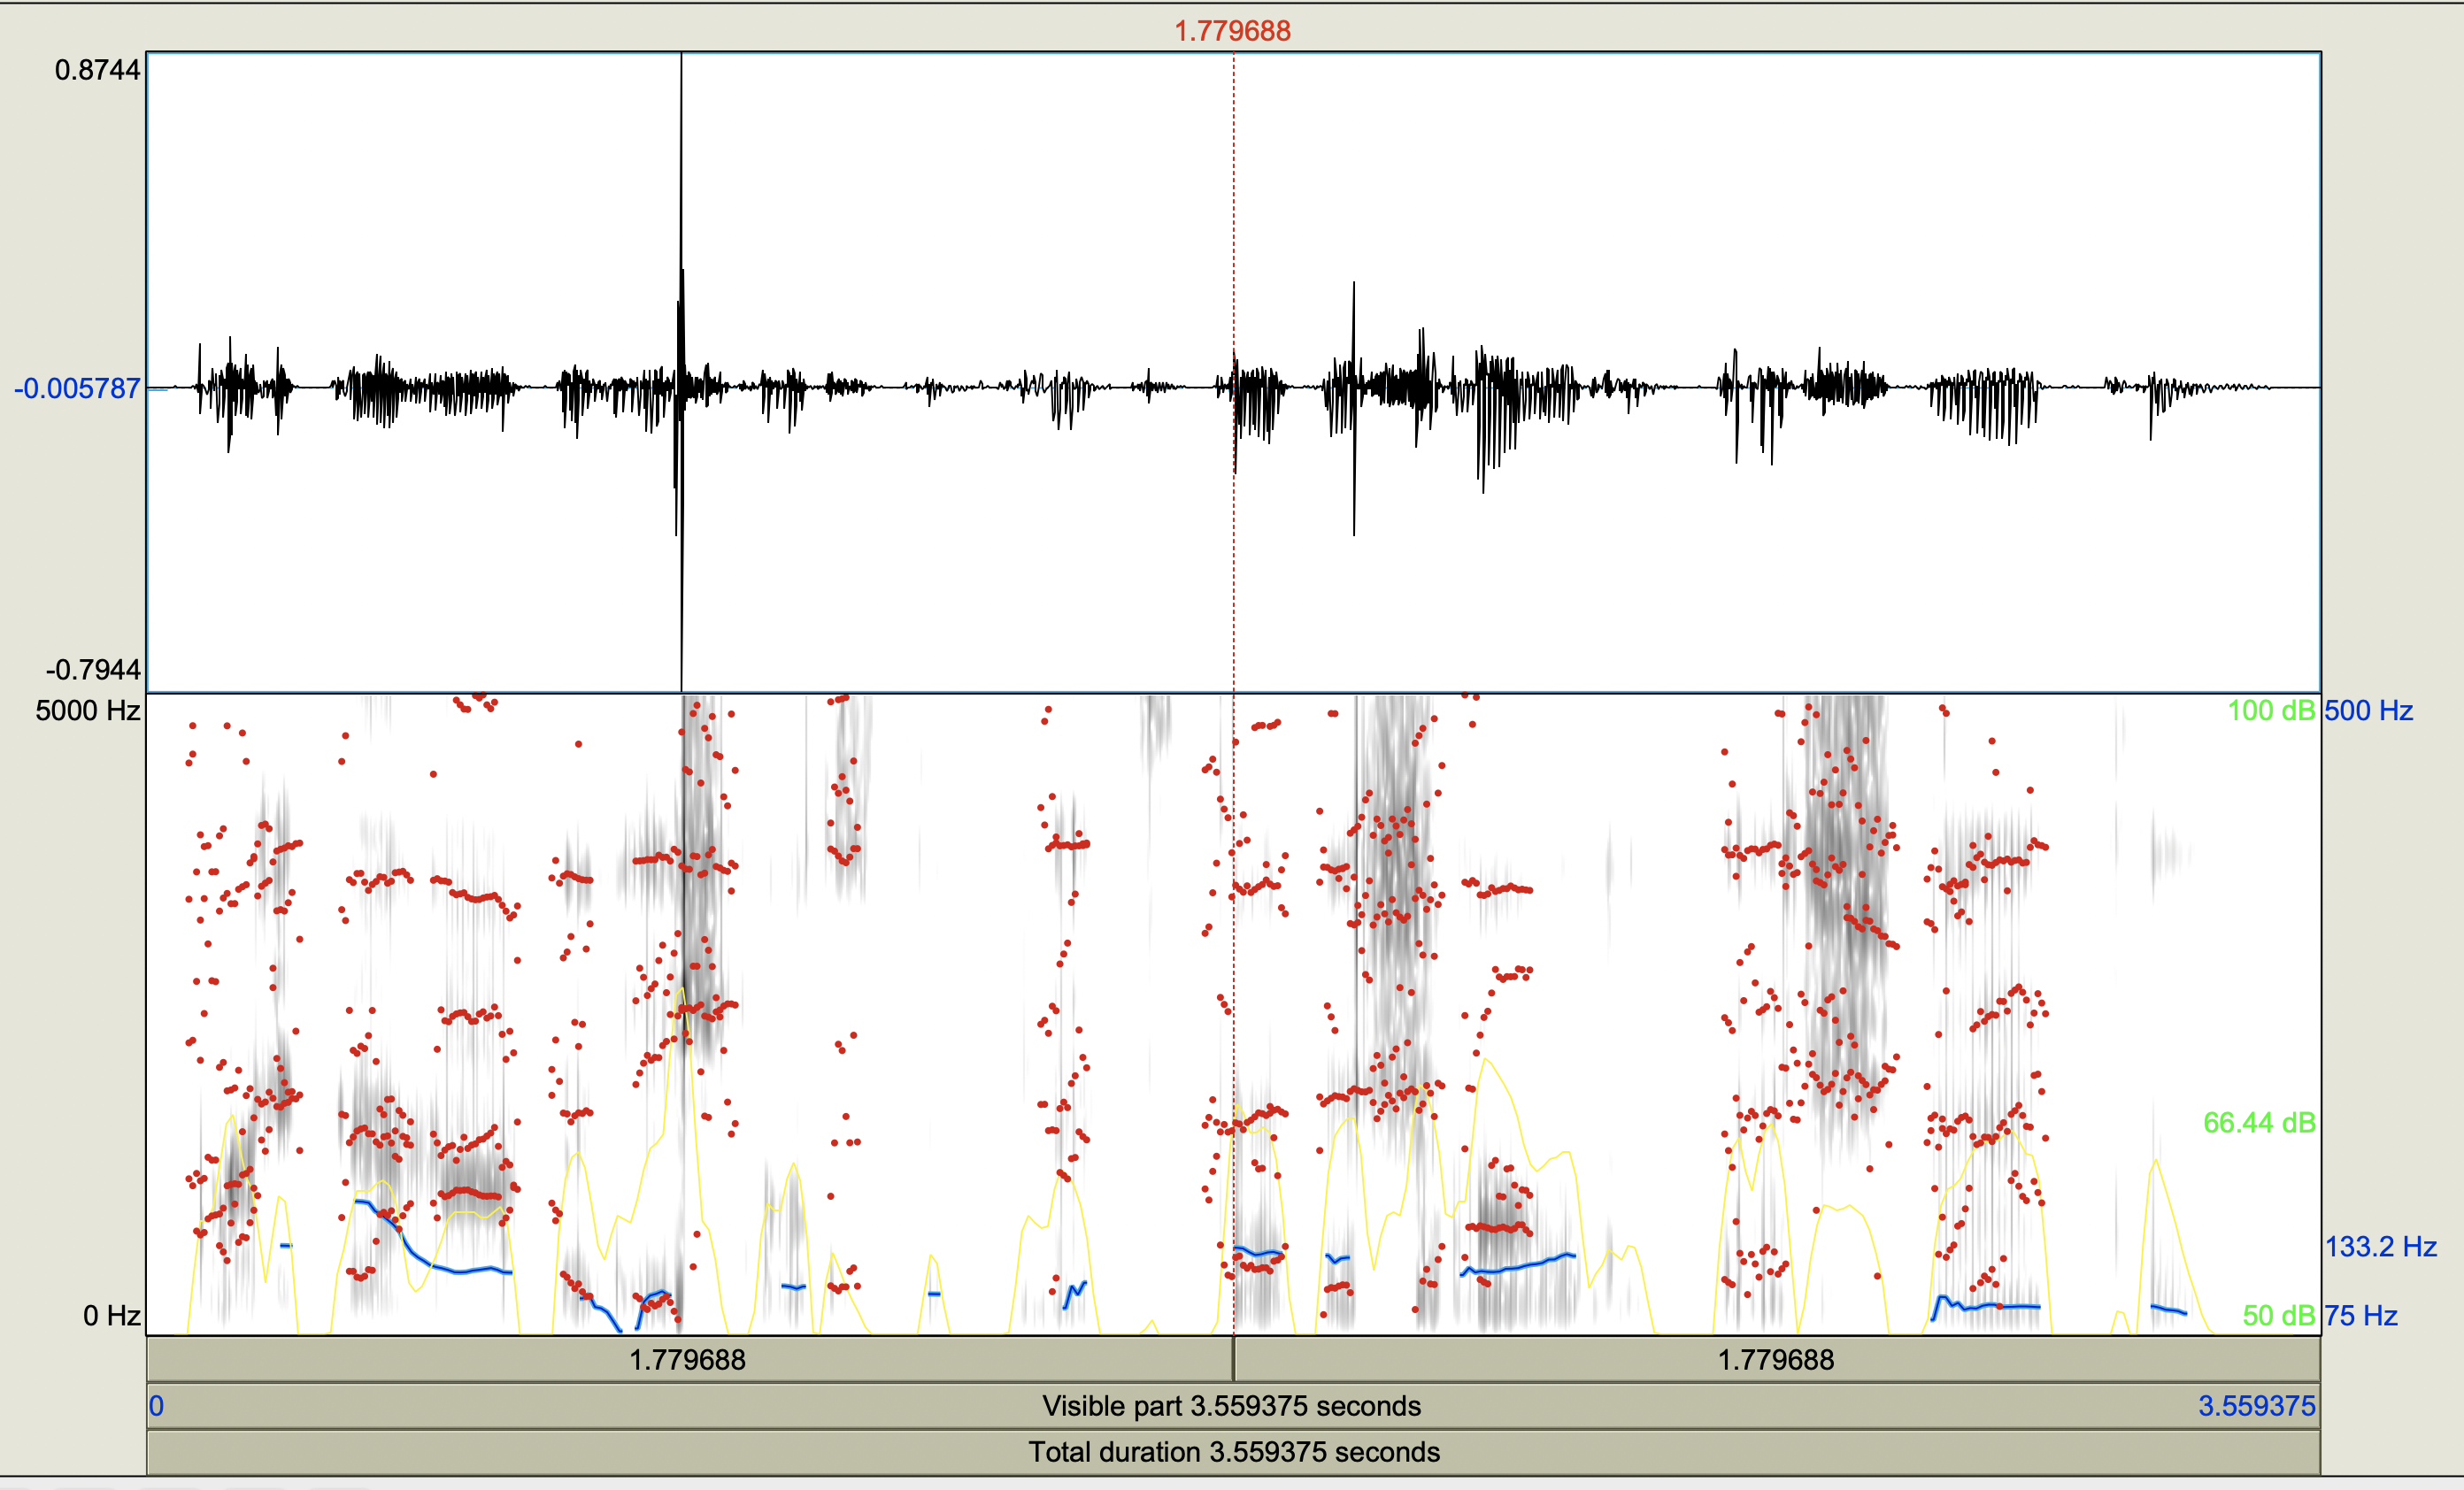 1.779688
0.8744
-0.005787
-0.7944
5000 Hz
100 dB 500 Hz
66.44 dB
133.2 Hz
0 Hz
50 dB 75 Hz
1.779688 1.779688
0 Visible part 3.559375 seconds 3.559375
Total duration 3.559375 seconds